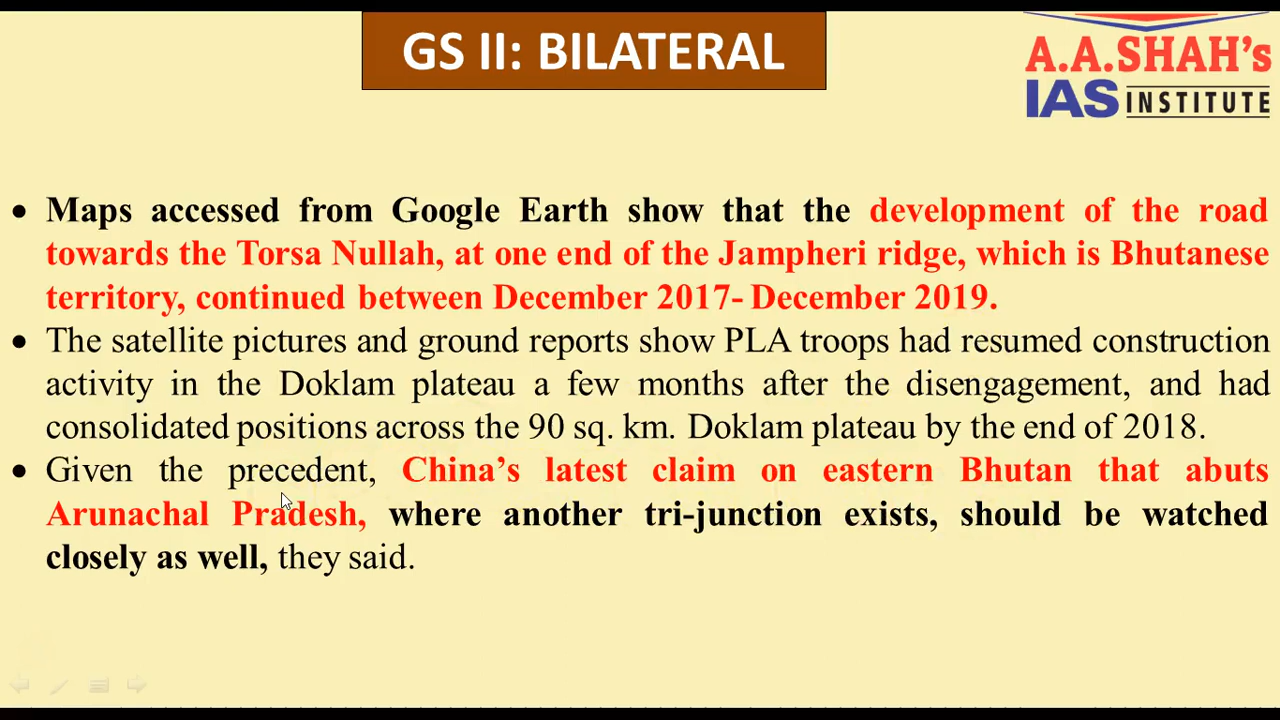 GS II: BILATERAL
A.A.SHAH's
IAS INSTITUTE
• Maps accessed from Google Earth show that the development of the road
towards the Torsa Nullah, at one end of the Jampheri ridge, which is Bhutanese
territory, continued between December 2017- December 2019.
• The satellite pictures and ground reports show PLA troops had resumed construction
activity in the Doklam plateau a few months after the disengagement, and had
consolidated positions across the 90 sq. km. Doklam plateau by the end of 2018.
• Given the precedent, China's latest claim on eastern Bhutan that abuts
Arunachal Pradesh, where another tri-junction exists, should be watched
closely as well, they said.